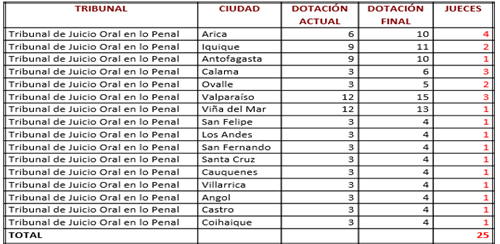 TRIBUNAL CIUDAD DOTACIÓN ACTUAL DOTACIÓN FINAL JUECES
Tribunal de Juicio Oral en lo Penal Arica 6 10 4
Tribunal de Juicio Oral en lo Penal Iquique 9 11 2
Tribunal de Juicio Oral en lo Penal Antofagasta 9 10 1
Tribunal de Juicio Oral en lo Penal Calama 3 6 3
Tribunal de Juicio Oral en lo Penal Ovalle 3 5 2
Tribunal de Juicio Oral en lo Penal Valparaíso 12 15 3
Tribunal de Juicio Oral en lo Penal Viña del Mar 12 13 1
Tribunal de Juicio Oral en lo Penal San Felipe 3 4 1
Tribunal de Juicio Oral en lo Penal Los Andes 3 4 1
Tribunal de Juicio Oral en lo Penal San Fernando 3 4 1
Tribunal de Juicio Oral en lo Penal Santa Cruz 3 4 1
Tribunal de Juicio Oral en lo Penal Cauquenes 3 4 1
Tribunal de Juicio Oral en lo Penal Villarrica 3 4 1
Tribunal de Juicio Oral en lo Penal Angol 3 4 1
Tribunal de Juicio Oral en lo Penal Castro 3 4 1
Tribunal de Juicio Oral en lo Penal Coihaique 3 4 1
TOTAL 25